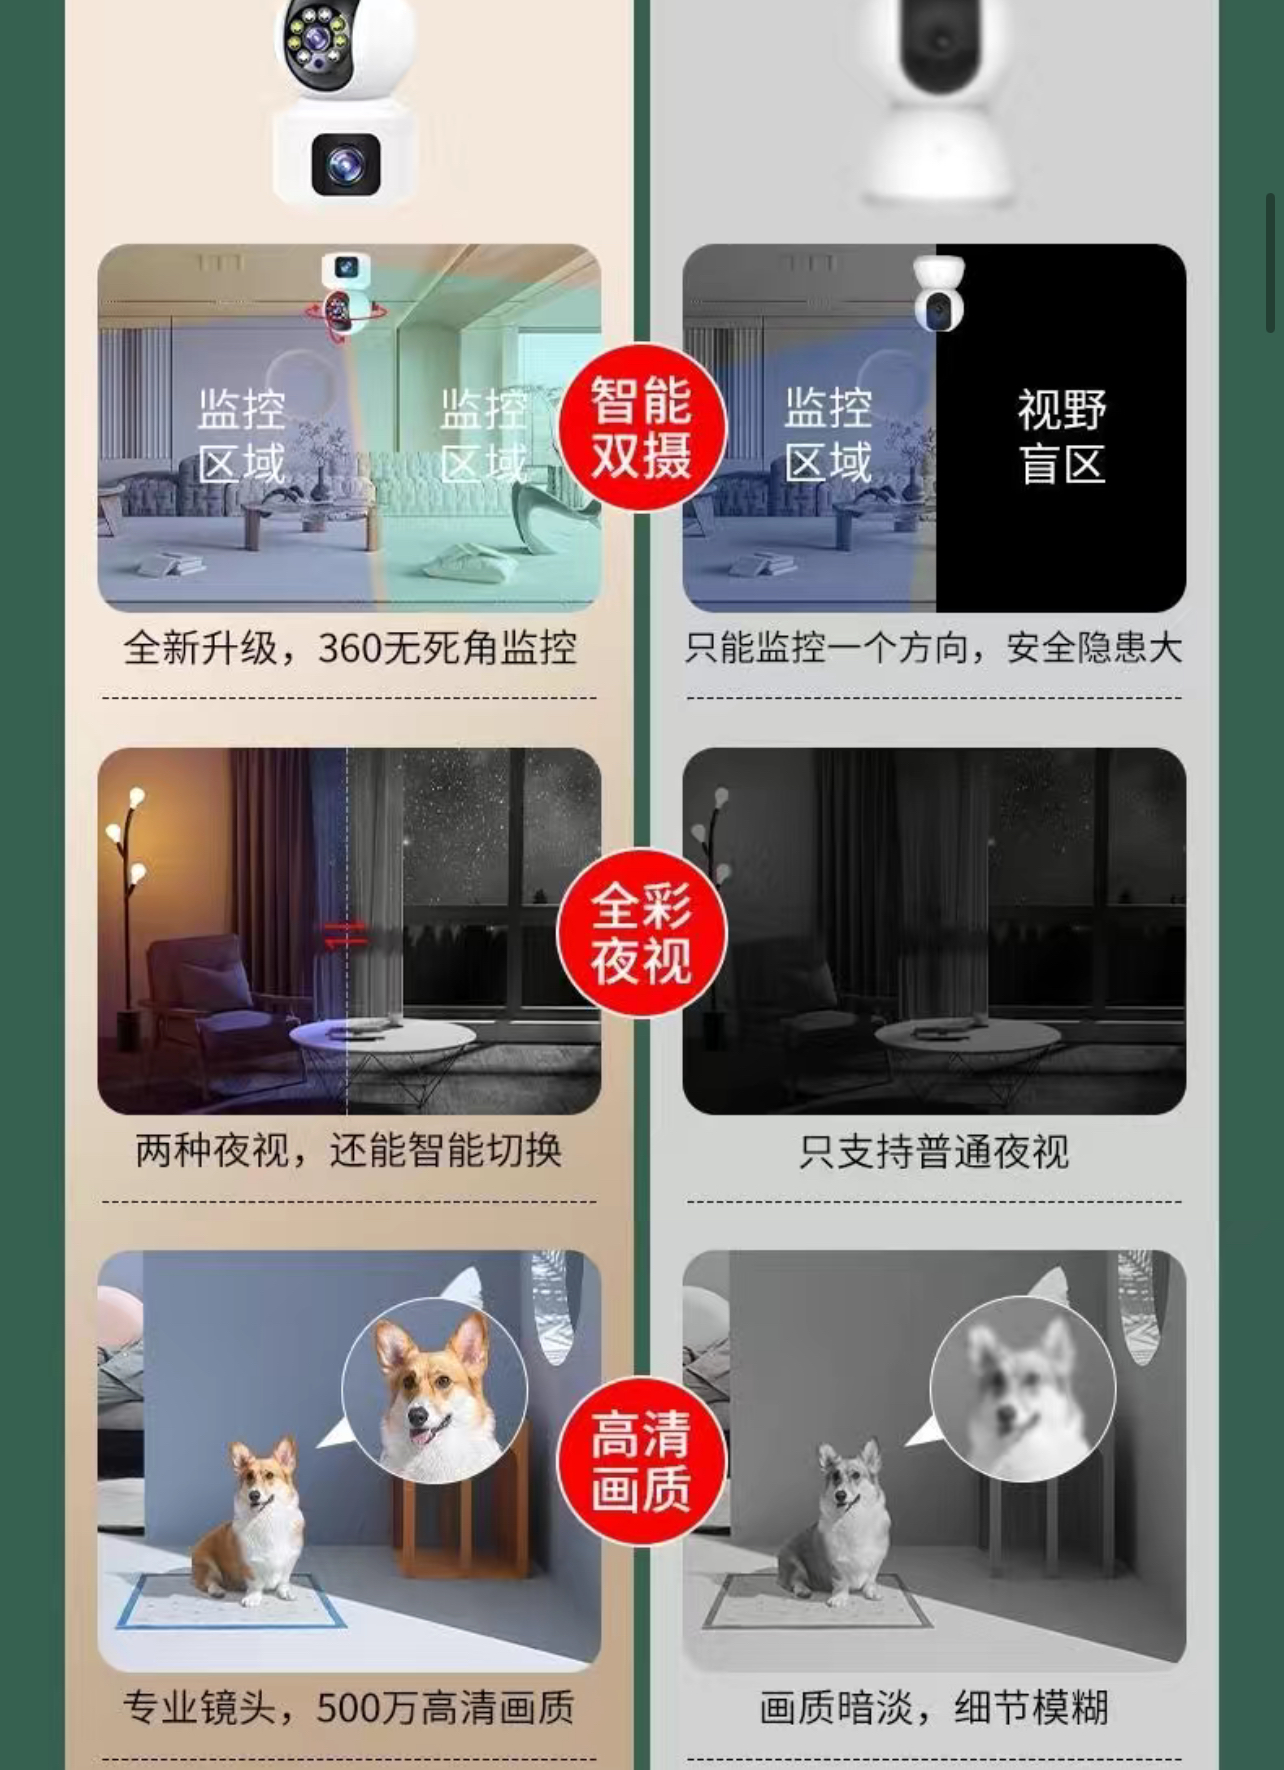 监控
区域
监控
区域
智能
双摄
监控
区域
视野
盲区
全新升级，360无死角监控
只能监控一个方向，安全隐患大
全彩
夜视
两种夜视，还能智能切换
只支持普通夜视
高清
画质
专业镜头，500万高清画质
画质暗淡，细节模糊